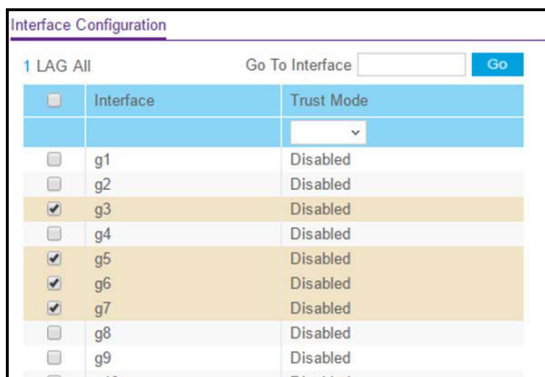 Interface Configuration
1 LAG All Go To Interface Go
Interface Trust Mode
g1 Disabled
g2 Disabled
g3 Disabled
g4 Disabled
g5 Disabled
g6 Disabled
g7 Disabled
g8 Disabled
g9 Disabled